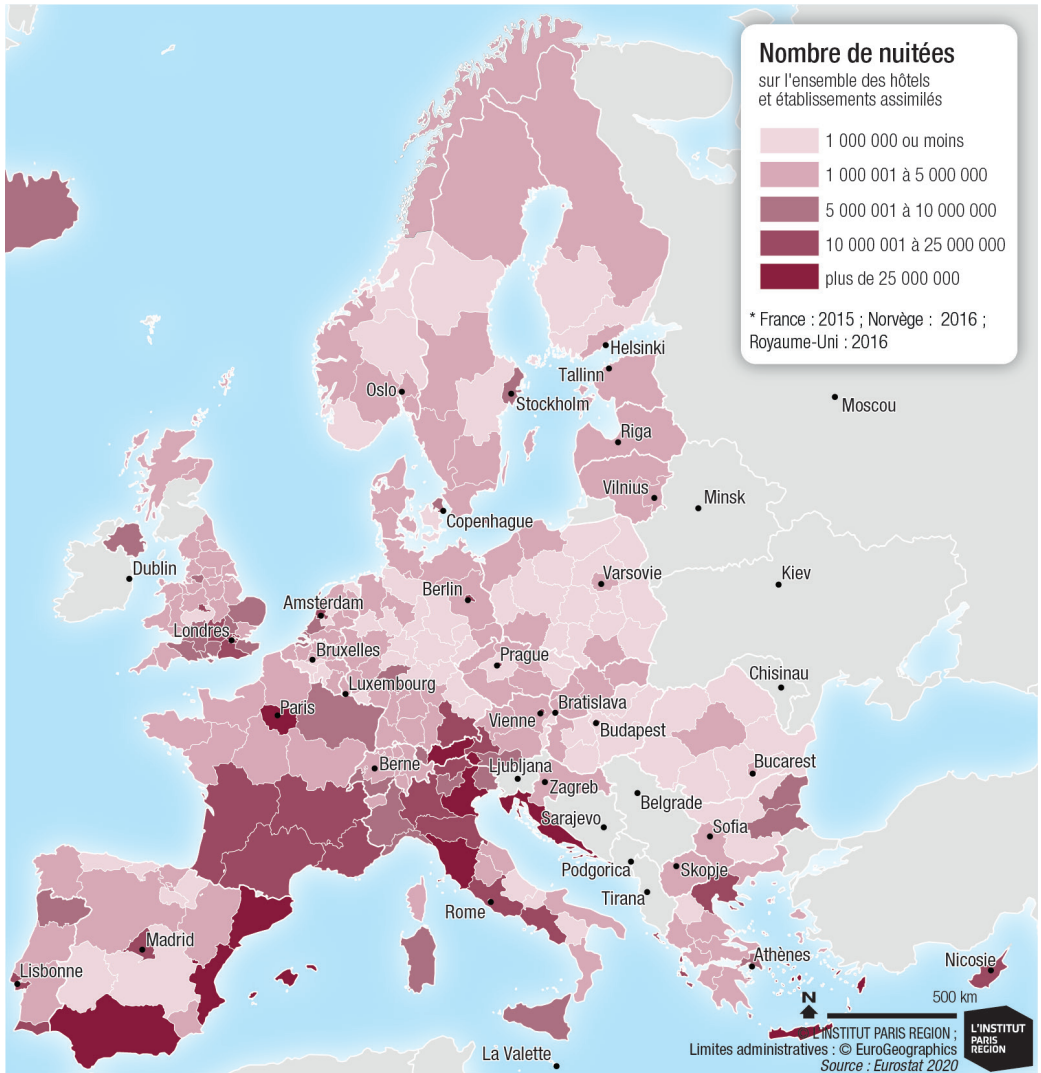 Nombre de nuitées
sur l'ensemble des hôtels
et établissements assimilés
1 000 000 ou moins
1 000 001 à 5 000 000
5 000 001 à 10 000 000
10 000 001 à 25 000 000
plus de 25 000 000
* France : 2015 ; Norvège : 2016 ;
Royaume-Uni : 2016
Helsinki
Tallinn
Oslo
Stockholm
Moscou
Riga
Vilnius
Minsk
Copenhague
Dublin
Varsovie
Kiev
Berlin
Amsterdam
Londres
Bruxelles
Prague
Luxembourg
Chisinau
Paris
Vienne
Bratislava
Budapest
Berne
Ljubljana
Bucarest
Zagreb
Belgrade
Sarajevo
Sofia
Podgorica
Skopje
Tirana
Rome
Madrid
Athènes
Nicosie
Lisbonne
N
500 km
L'INSTITUT PARIS REGION ;
Limites administratives : © EuroGeographics
Source : Eurostat 2020
L'INSTITUT
PARIS
REGION
La Valette